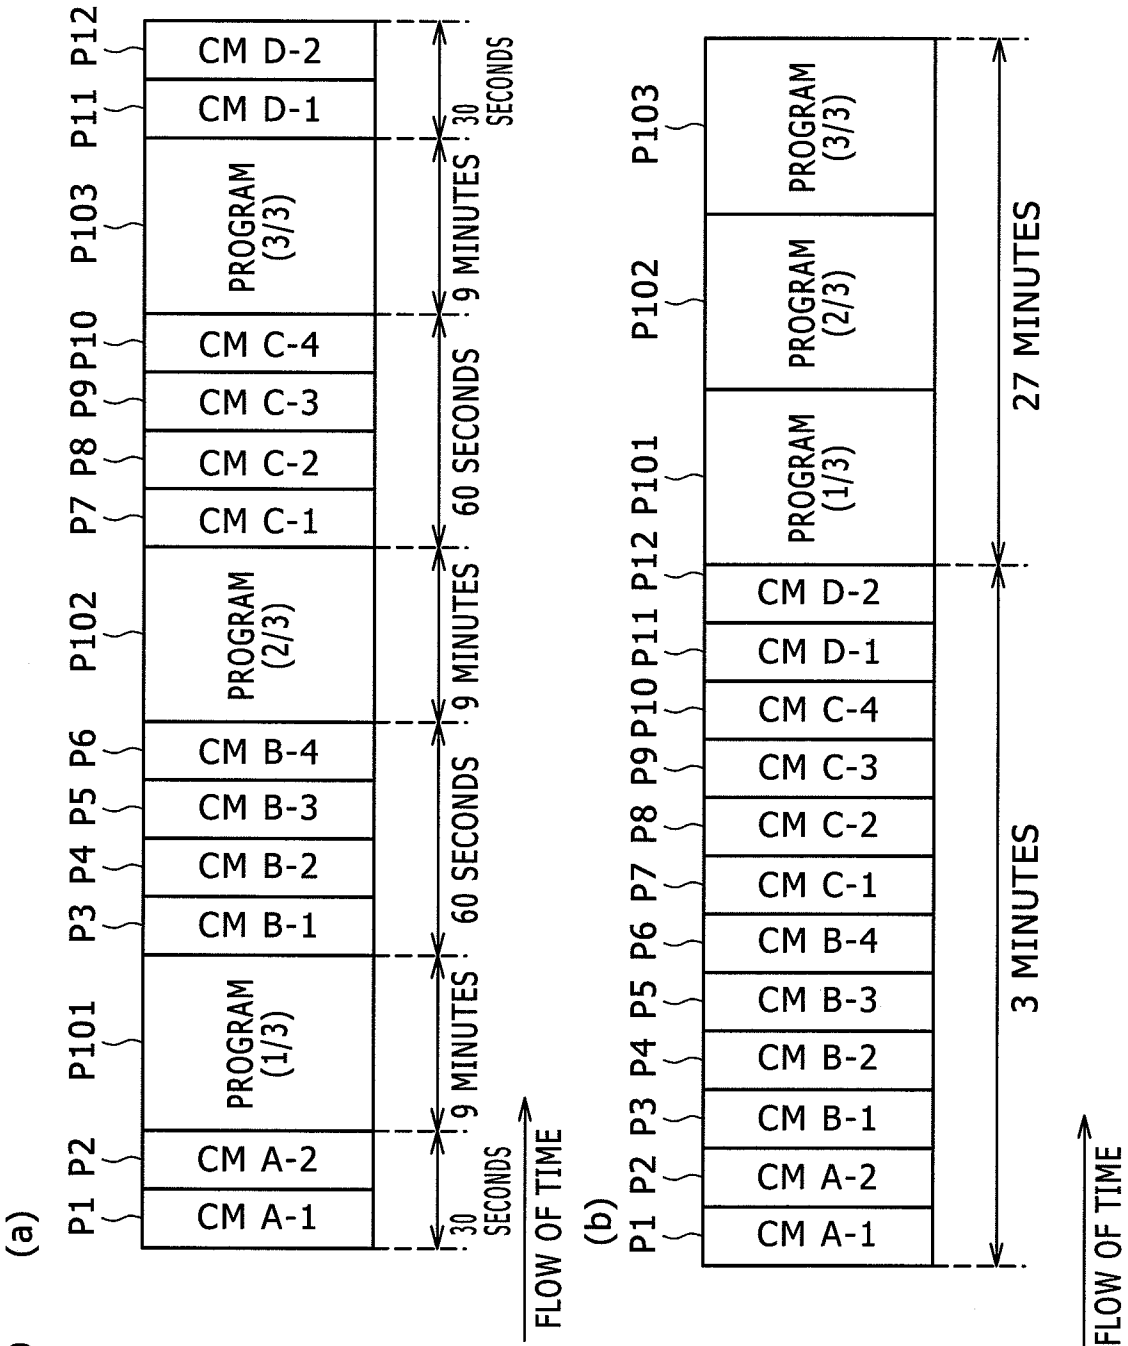 (a)
P1 P2 P101 P3 P4 P5 P6 P102 P7 P8 P9 P10 P103 P11 P12
CM A-1
CM A-2
PROGRAM
(1/3)
CM B-1
CM B-2
CM B-3
CM B-4
PROGRAM
(2/3)
CM C-1
CM C-2
CM C-3
CM C-4
PROGRAM
(3/3)
CM D-1
CM D-2
30
SECONDS
9 MINUTES
60 SECONDS
9 MINUTES
60 SECONDS
9 MINUTES
30
SECONDS
FLOW OF TIME
(b)
P1 P2 P3 P4 P5 P6 P7 P8 P9 P10 P11 P12 P101 P102 P103
CM A-1
CM A-2
CM B-1
CM B-2
CM B-3
CM B-4
CM C-1
CM C-2
CM C-3
CM C-4
CM D-1
CM D-2
PROGRAM
(1/3)
PROGRAM
(2/3)
PROGRAM
(3/3)
3 MINUTES
27 MINUTES
FLOW OF TIME